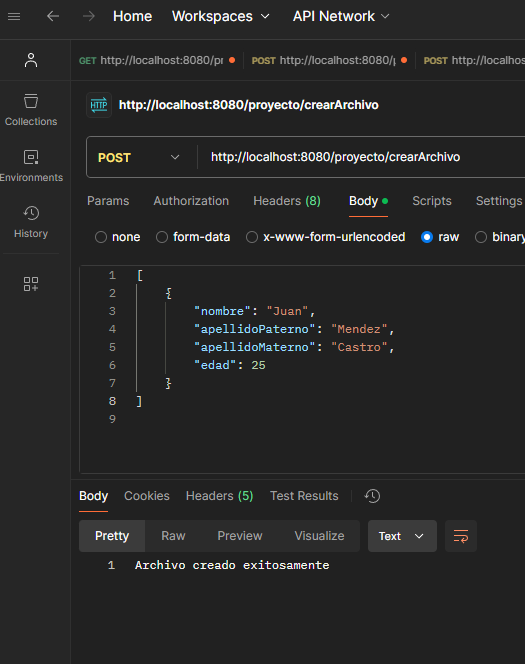 Home Workspaces API Network
GET http://localhost:8080/pr POST http://localhost:8080/p POST http://localhos
HTTP http://localhost:8080/proyecto/crearArchivo
Collections
POST http://localhost:8080/proyecto/crearArchivo
Environments
Params Authorization Headers (8) Body Scripts Settings
History
none form-data x-www-form-urlencoded raw binary
1 [
2 {
3 "nombre": "Juan",
4 "apellidoPaterno": "Mendez",
5 "apellidoMaterno": "Castro",
6 "edad": 25
7 }
8 ]
9
Body Cookies Headers (5) Test Results
Pretty Raw Preview Visualize Text
1 Archivo creado exitosamente